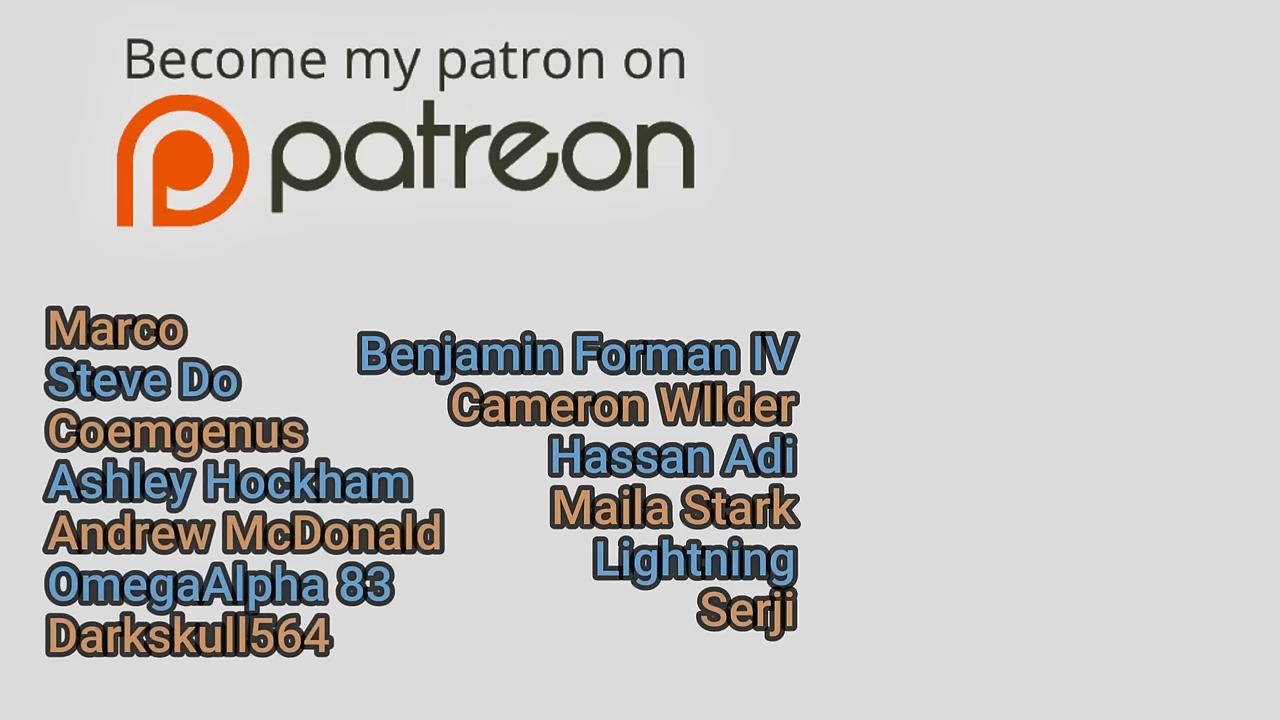 Become my patron on
patreon
Marco
Steve Do
Coemgenus
Ashley Hockham
Andrew McDonald
OmegaAlpha 83
Darkskull564
Benjamin Forman IV
Cameron Wllder
Hassan Adi
Maila Stark
Lightning
Serji